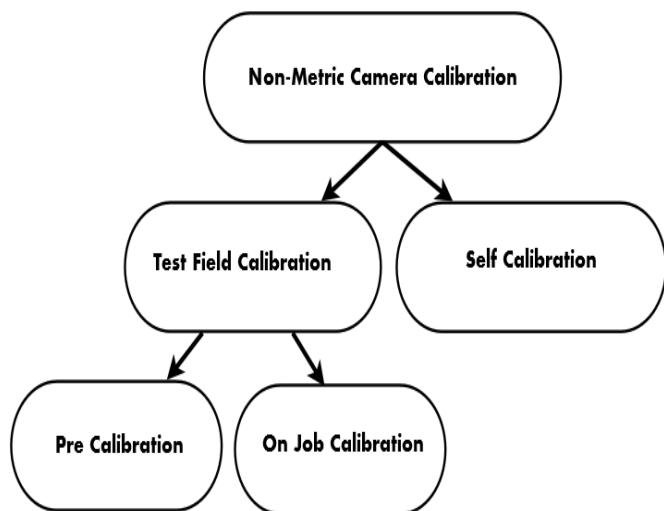 Non-Metric Camera Calibration
Test Field Calibration
Self Calibration
Pre Calibration
On Job Calibration